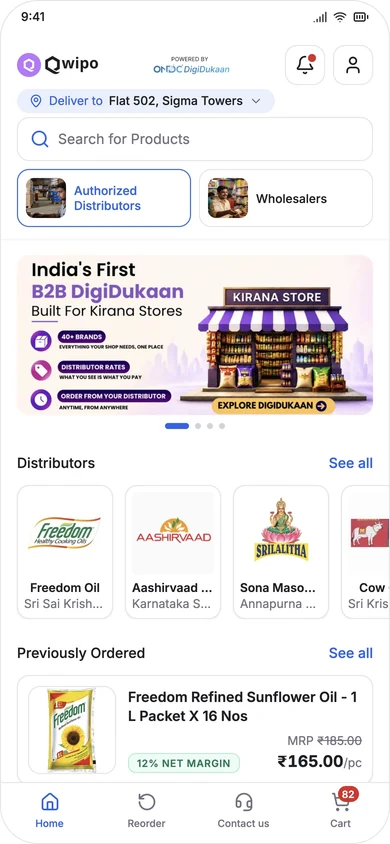 9:41
Qwipo
POWERED BY
ONDC DigiDukaan
Deliver to Flat 502, Sigma Towers
Search for Products
Authorized
Distributors
Wholesalers
India's First
B2B DigiDukaan
Built For Kirana Stores
40+ BRANDS
EVERYTHING YOUR SHOP NEEDS, ONE PLACE
DISTRIBUTOR RATES
WHAT YOU SEE IS WHAT YOU PAY
ORDER FROM YOUR DISTRIBUTOR
ANYTIME, FROM ANYWHERE
KIRANA STORE
EXPLORE DIGIDUKAAN
Distributors
See all
Freedom
Healthy Cooking Oils
AASHIRVAAD
SRILALITHA
Freedom Oil
Sri Sai Krish...
Aashirvaad ...
Karnataka S...
Sona Maso...
Annapurna ...
Cow
Sri Kris
Previously Ordered
See all
Freedom
Freedom Refined Sunflower Oil - 1
L Packet X 16 Nos
MRP ₹185.00
12% NET MARGIN
₹165.00/pc
Home
Reorder
Contact us
82
Cart